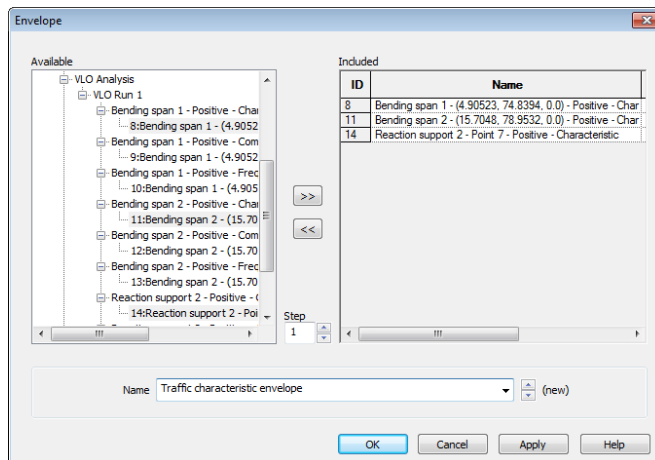 Envelope
Available
Included
VLO Analysis
VLO Run 1
Bending span 1 - Positive - Char
8:Bending span 1 - (4.9052
Bending span 1 - Positive - Com
9:Bending span 1 - (4.9052
Bending span 1 - Positive - Freq
10:Bending span 1 - (4.905
Bending span 2 - Positive - Char
11:Bending span 2 - (15.70
Bending span 2 - Positive - Com
12:Bending span 2 - (15.70
Bending span 2 - Positive - Freq
13:Bending span 2 - (15.70
Reaction support 2 - Positive - C
14:Reaction support 2 - Poi
>>
<<
Step
1
ID Name
8 Bending span 1 - (4.90523, 74.8394, 0.0) - Positive - Char
11 Bending span 2 - (15.7048, 78.9532, 0.0) - Positive - Char
14 Reaction support 2 - Point 7 - Positive - Characteristic
Name Traffic characteristic envelope (new)
OK Cancel Apply Help